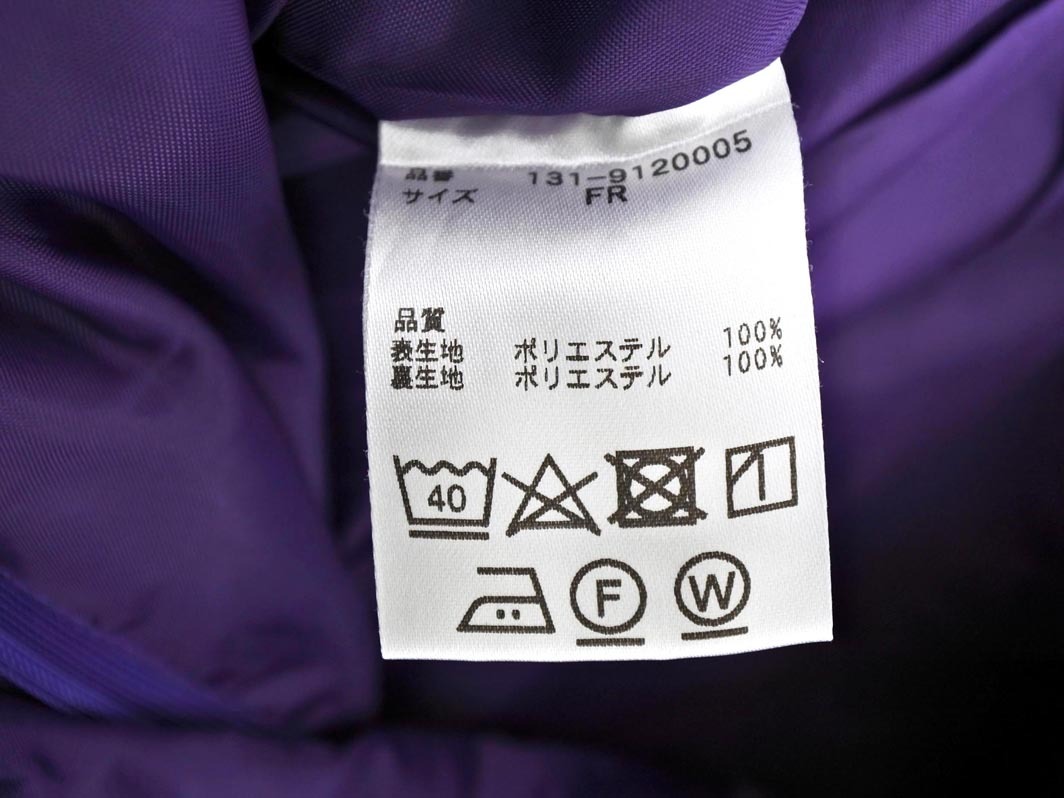 品番 131-9120005
サイズ FR
品質
表生地 ポリエステル 100%
裏生地 ポリエステル 100%
40
F W